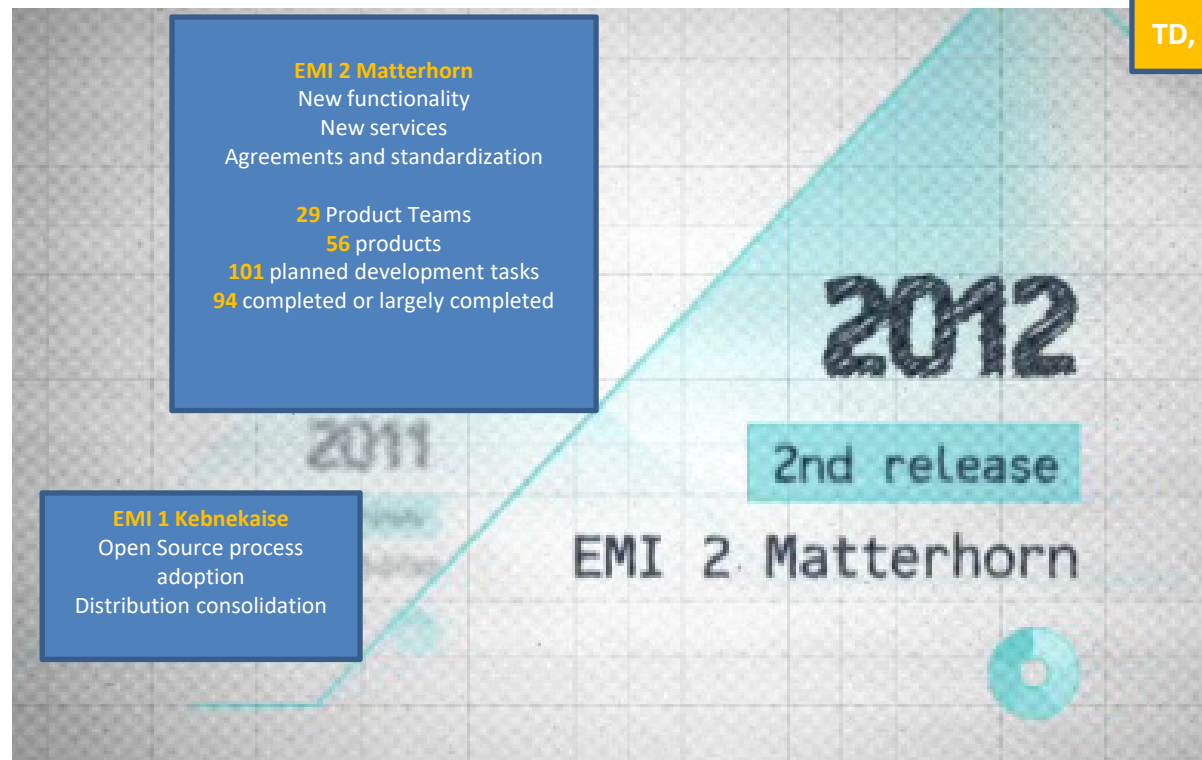 TD,
EMI 2 Matterhorn
New functionality
New services
Agreements and standardization
29 Product Teams
56 products
101 planned development tasks
94 completed or largely completed
2012
2nd release
EMI 2 Matterhorn
2011
EMI 1 Kebnekaise
Open Source process
adoption
Distribution consolidation